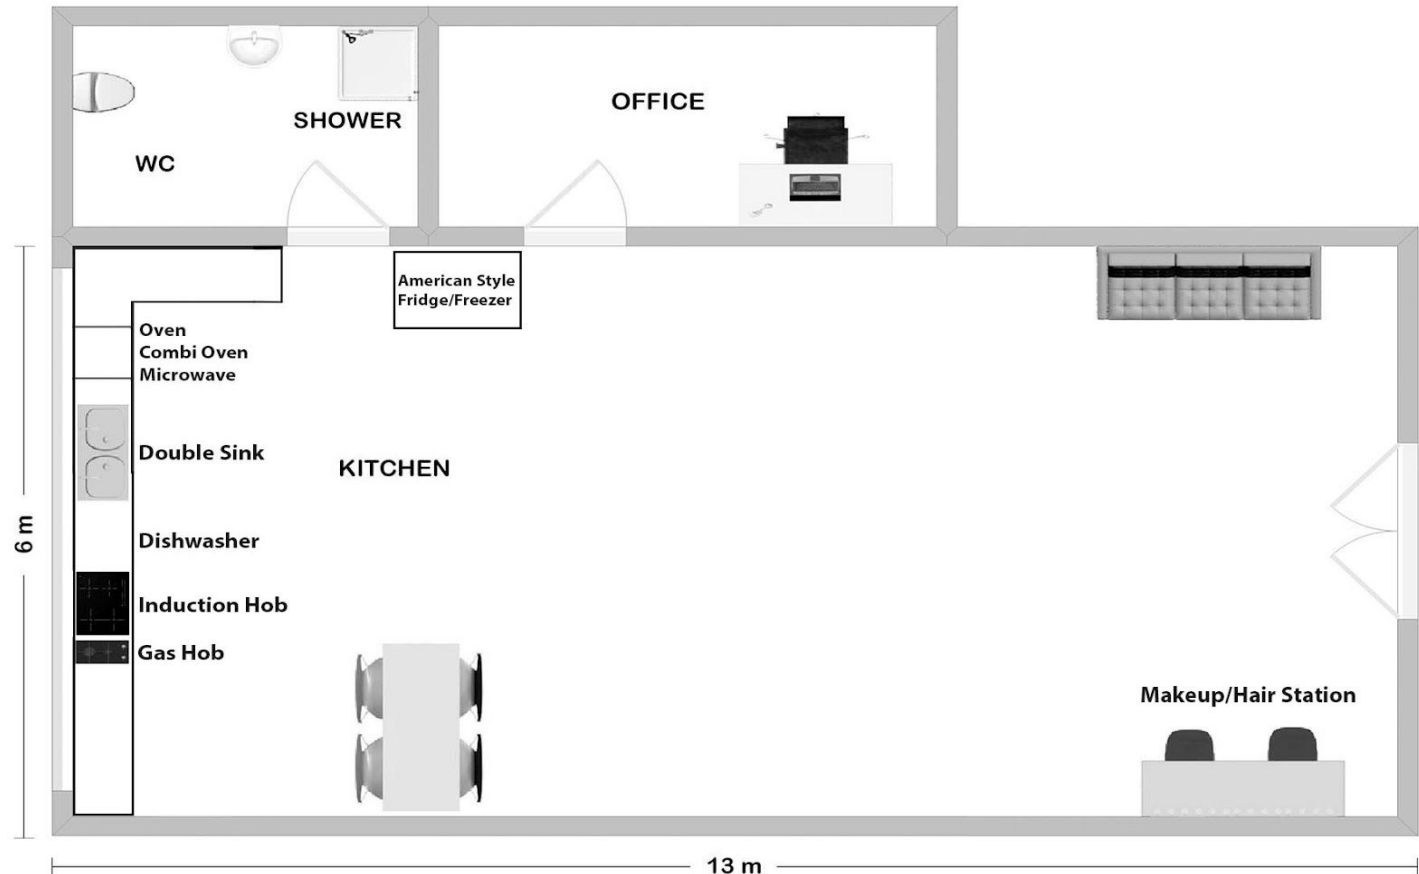 OFFICE
SHOWER
WC
American Style
Fridge/Freezer
Oven
Combi Oven
Microwave
Double Sink
KITCHEN
Dishwasher
Induction Hob
Gas Hob
6 m
Makeup/Hair Station
13 m